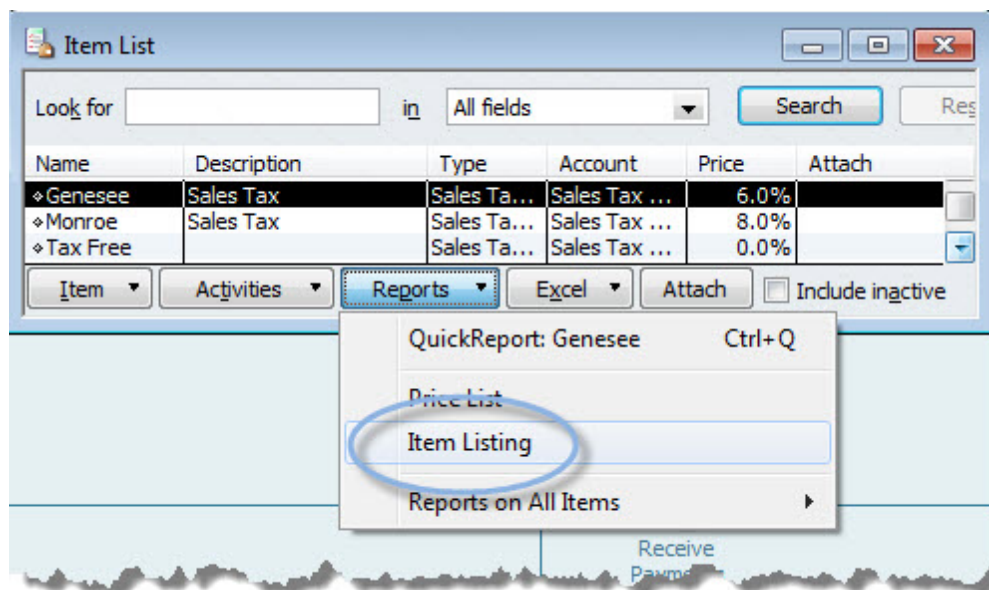 Item List
Look for in All fields Search Res
Name Description Type Account Price Attach
Genesee Sales Tax Sales Ta... Sales Tax ... 6.0%
Monroe Sales Tax Sales Ta... Sales Tax ... 8.0%
Tax Free Sales Ta... Sales Tax ... 0.0%
Item Activities Reports Excel Attach Include inactive
QuickReport: Genesee Ctrl+Q
Price List
Item Listing
Reports on All Items
Receive